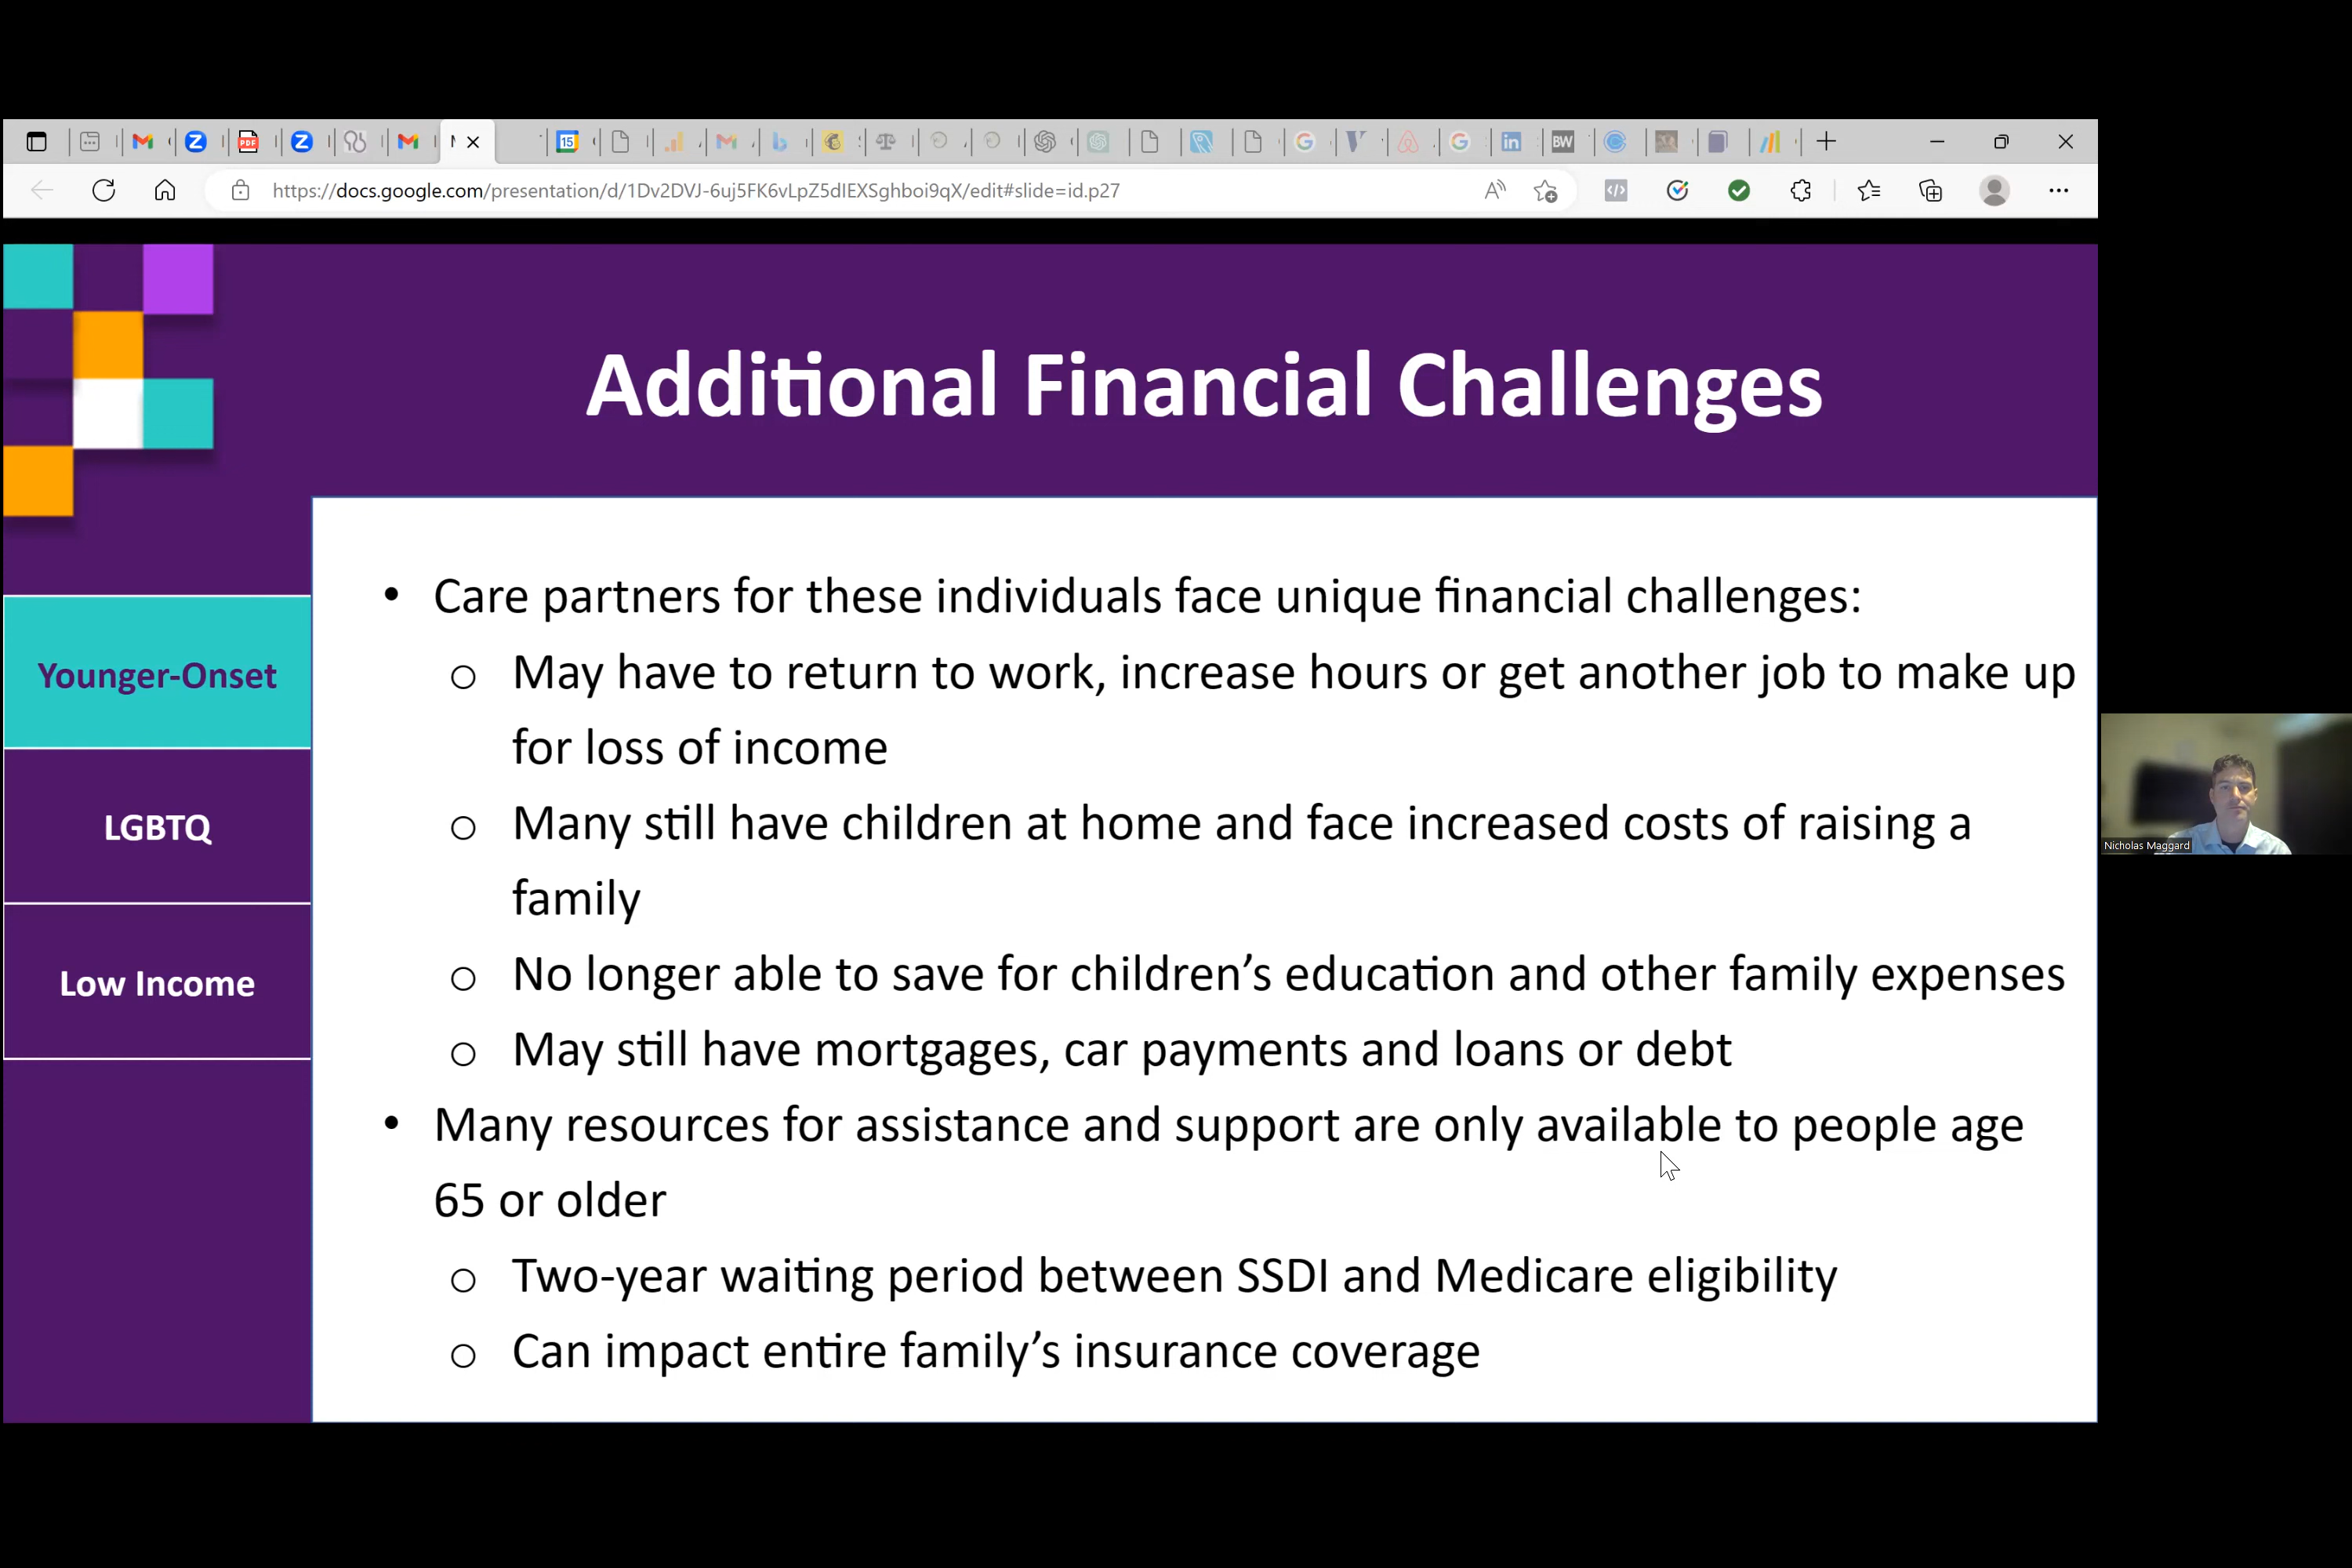 15
BW
https://docs.google.com/presentation/d/1Dv2DVJ-6uj5FK6vLpZ5dIEXSghboi9qX/edit#slide=id.p27
Additional Financial Challenges
Younger-Onset
LGBTQ
Low Income
• Care partners for these individuals face unique financial challenges:
o May have to return to work, increase hours or get another job to make up
for loss of income
o Many still have children at home and face increased costs of raising a
family
o No longer able to save for children’s education and other family expenses
o May still have mortgages, car payments and loans or debt
• Many resources for assistance and support are only available to people age
65 or older
o Two-year waiting period between SSDI and Medicare eligibility
o Can impact entire family’s insurance coverage
Nicholas Maggard